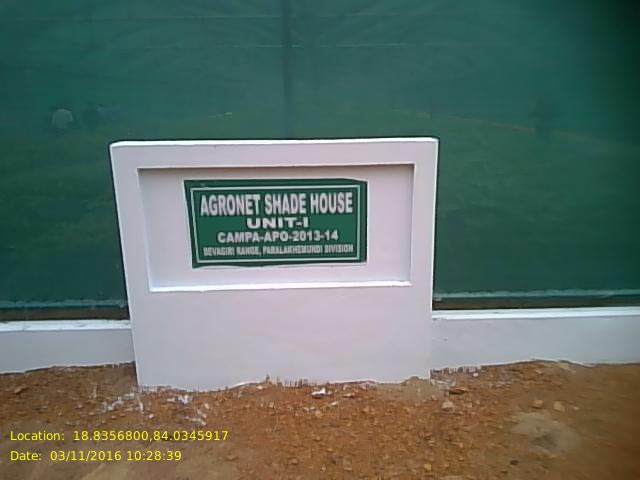 AGRONET SHADE HOUSE
UNIT-I
CAMPA-APO-2013-14
DEVAGIRI RANGE, PARALAKHEMUNDI DIVISION
Location: 18.8356800,84.0345917
Date: 03/11/2016 10:28:39